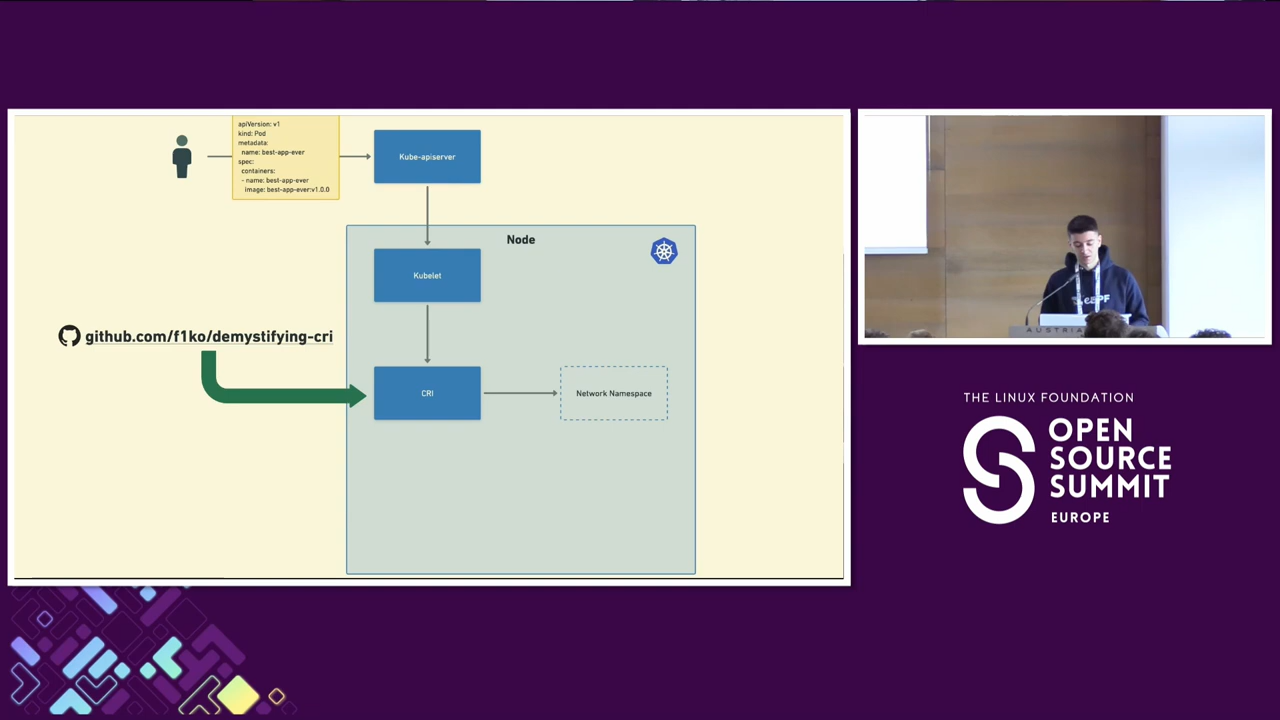 apiVersion: v1
kind: Pod
metadata:
name: best-app-ever
spec:
containers:
- name: best-app-ever
image: best-app-ever:v1.0.0
Kube-apiserver
Node
Kubelet
github.com/f1ko/demystifying-cri
CRI
Network Namespace
eBPF
AUSTRIA
THE LINUX FOUNDATION
OPEN
SOURCE
SUMMIT
EUROPE